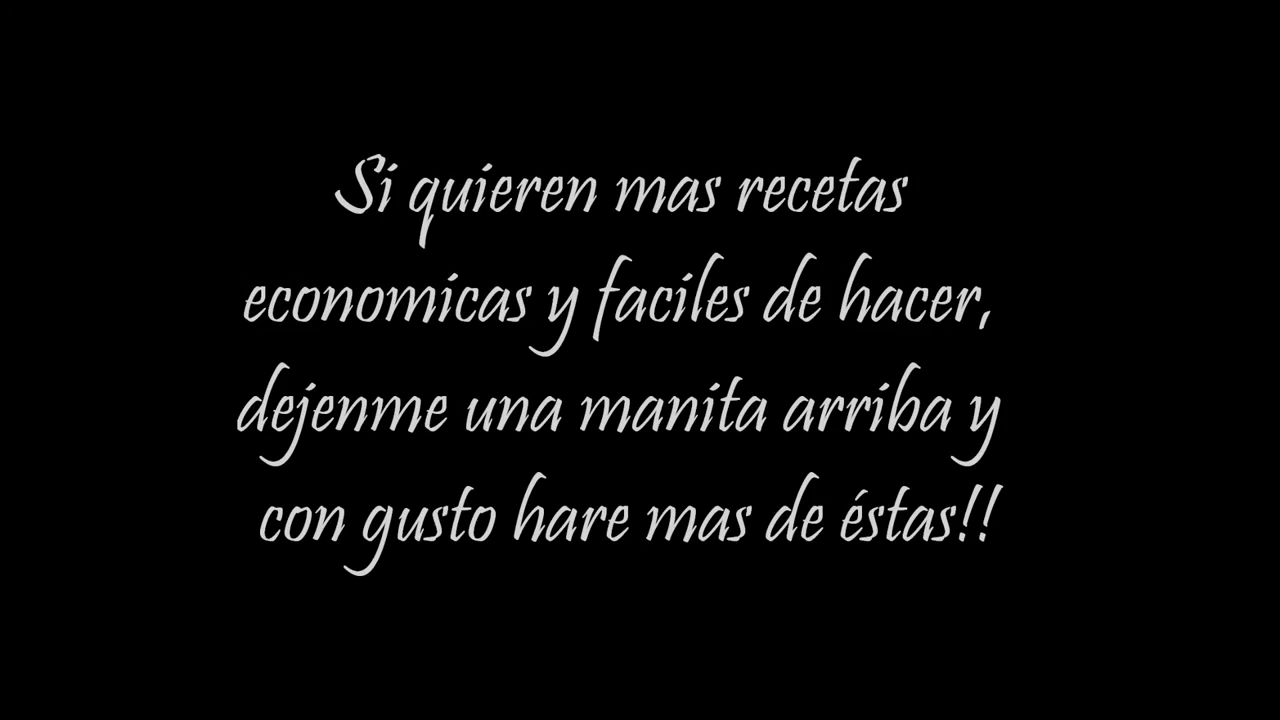 Si quieren mas recetas
economicas y faciles de hacer,
dejenme una manita arriba y
con gusto hare mas de éstas!!